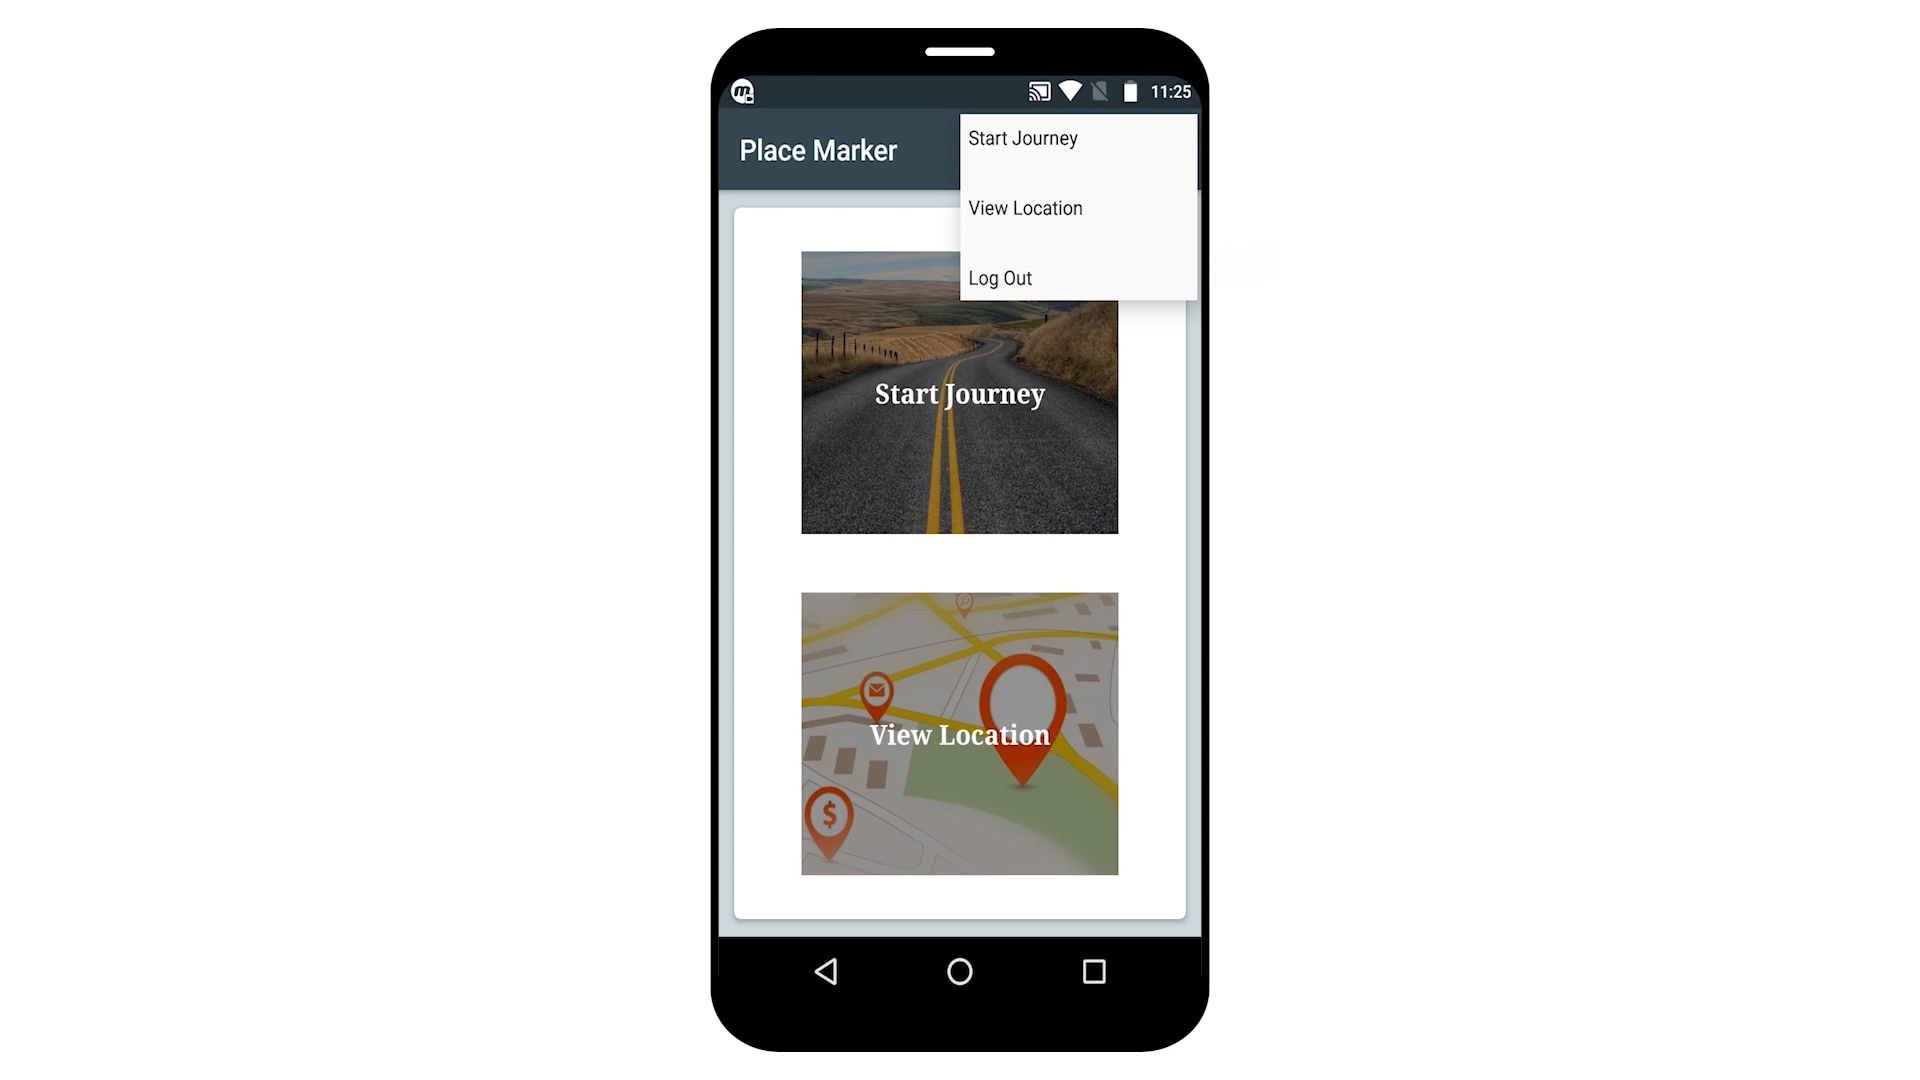 m
11:25
Place Marker
Start Journey
View Location
Log Out
Start Journey
View Location
$